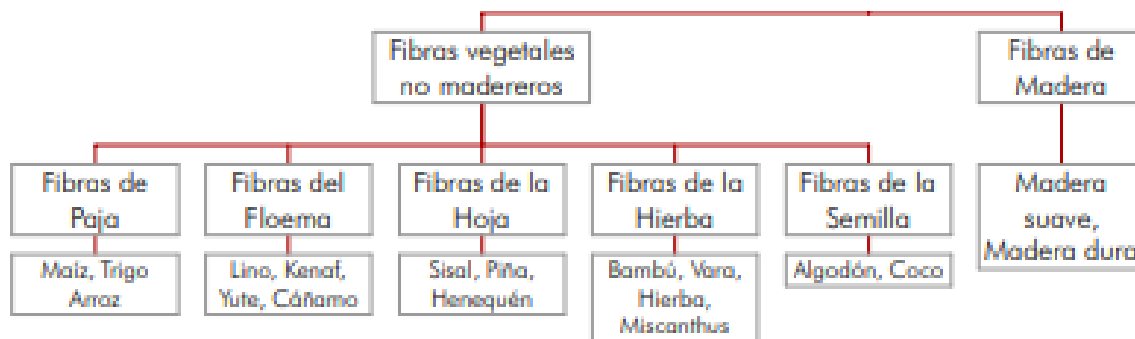 Fibras vegetales
no madereros
Fibras de
Madera
Fibras de
Paja
Fibras del
Floema
Fibras de la
Hoja
Fibras de la
Hierba
Fibras de la
Semilla
Madera
suave,
Madera dura
Maíz, Trigo
Arroz
Lino, Kenaf,
Yute, Cáñamo
Sisal, Piña,
Henequén
Bambú, Vara,
Hierba,
Miscanthus
Algodón, Coco